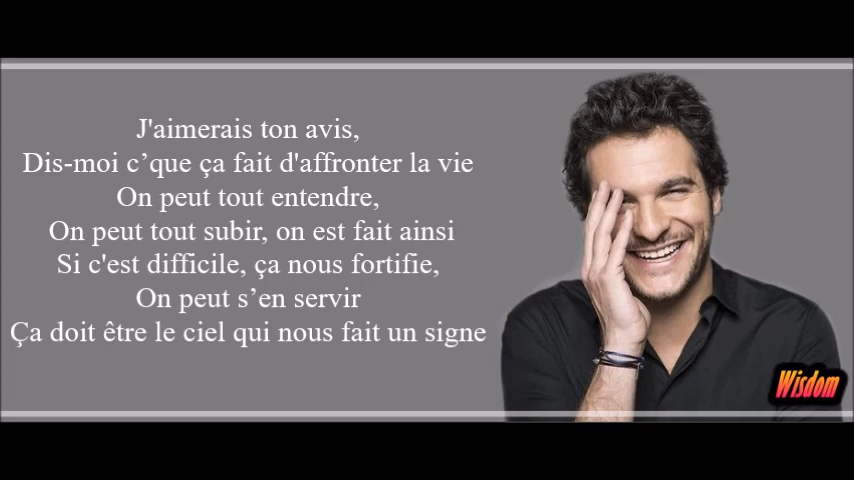 J'aimerais ton avis,
Dis-moi c’que ça fait d'affronter la vie
On peut tout entendre,
On peut tout subir, on est fait ainsi
Si c'est difficile, ça nous fortifie,
On peut s’en servir
Ça doit être le ciel qui nous fait un signe
Wisdom